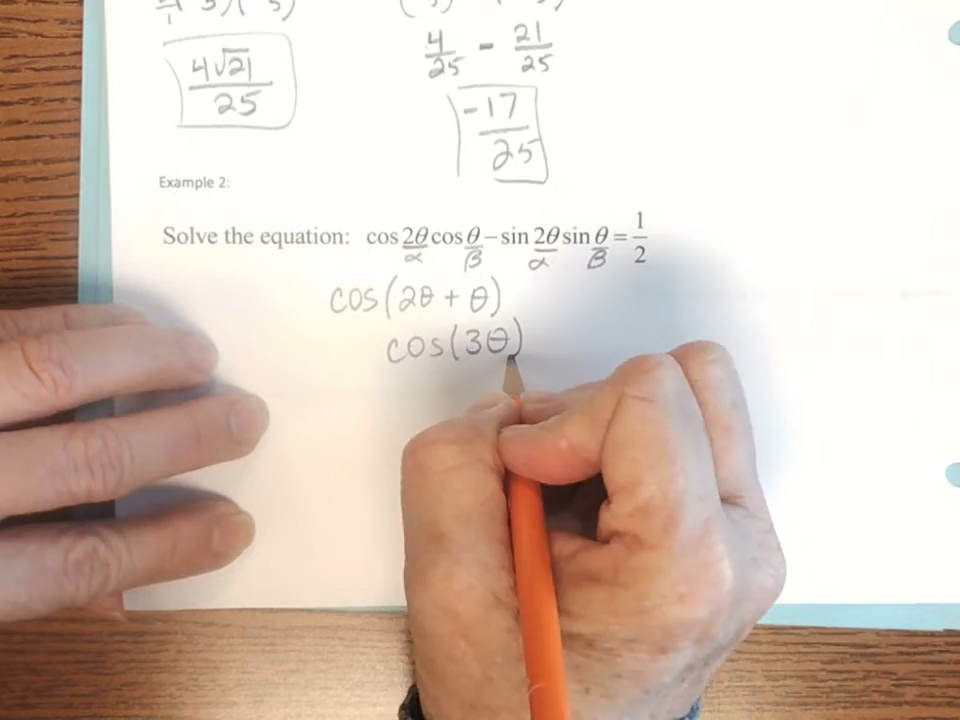 4√21 / 25
4/25 - 21/25
-17/25
Example 2:
Solve the equation: cos 2θ cos θ – sin 2θ sin θ = 1/2
α β α β
cos(2θ + θ)
cos(3θ)